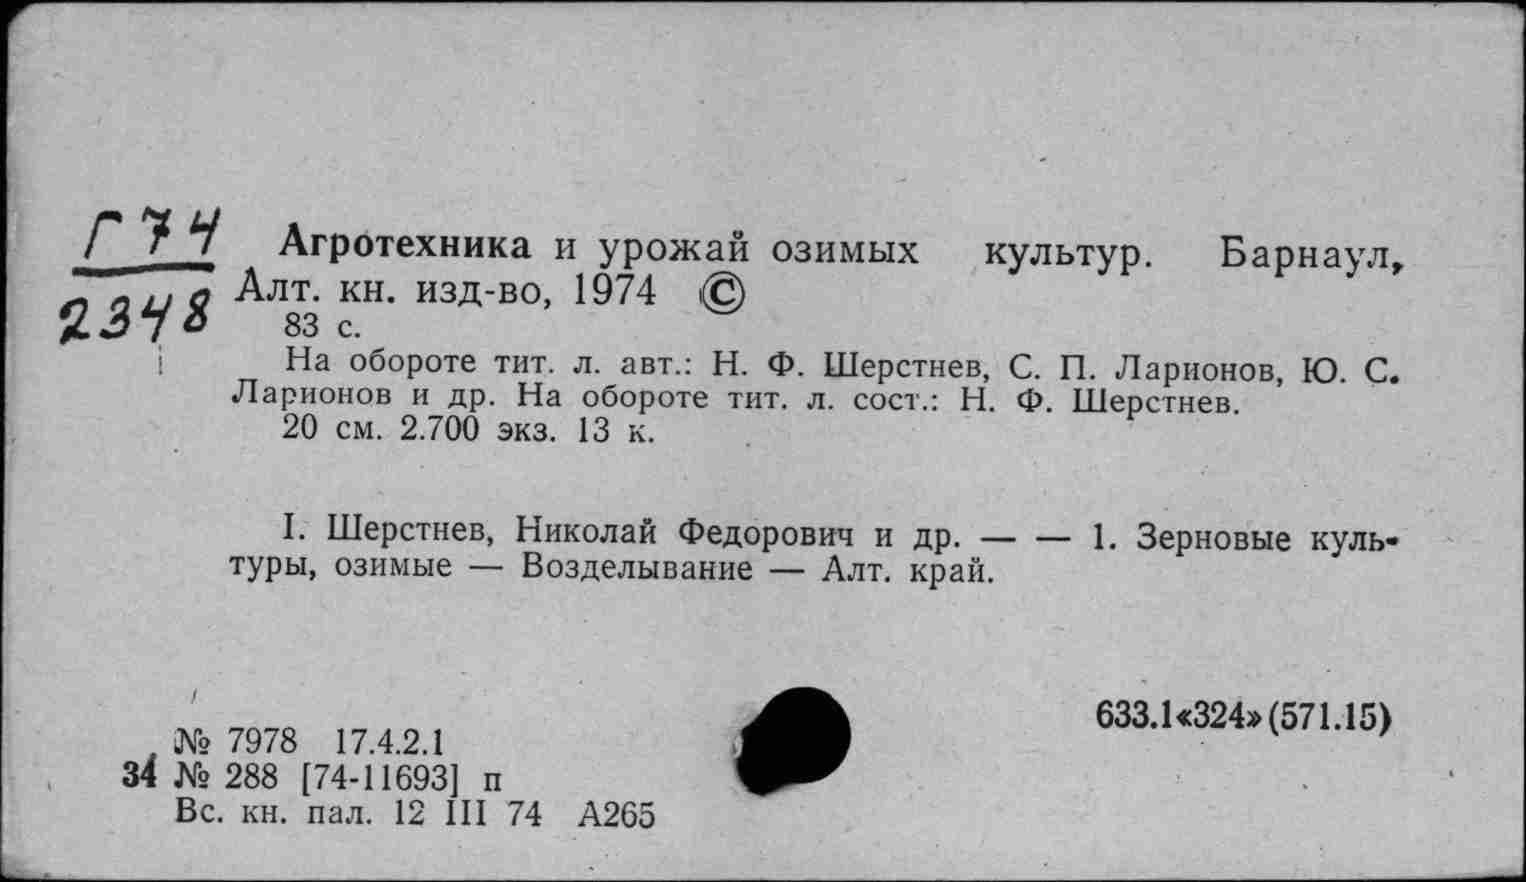 Г74
2348
Агротехника и урожай озимых культур. Барнаул,
Алт. кн. изд-во, 1974 ©
83 с.
На обороте тит. л. авт.: Н. Ф. Шерстнев, С. П. Ларионов, Ю. С.
Ларионов и др. На обороте тит. л. сост.: Н. Ф. Шерстнев.
20 см. 2.700 экз. 13 к.
I. Шерстнев, Николай Федорович и др. — — 1. Зерновые куль-
туры, озимые — Возделывание — Алт. край.
633.1«324»(571.15)
№ 7978 17.4.2.1
34 № 288 [74-11693] п
Вс. кн. пал. 12 III 74 А265